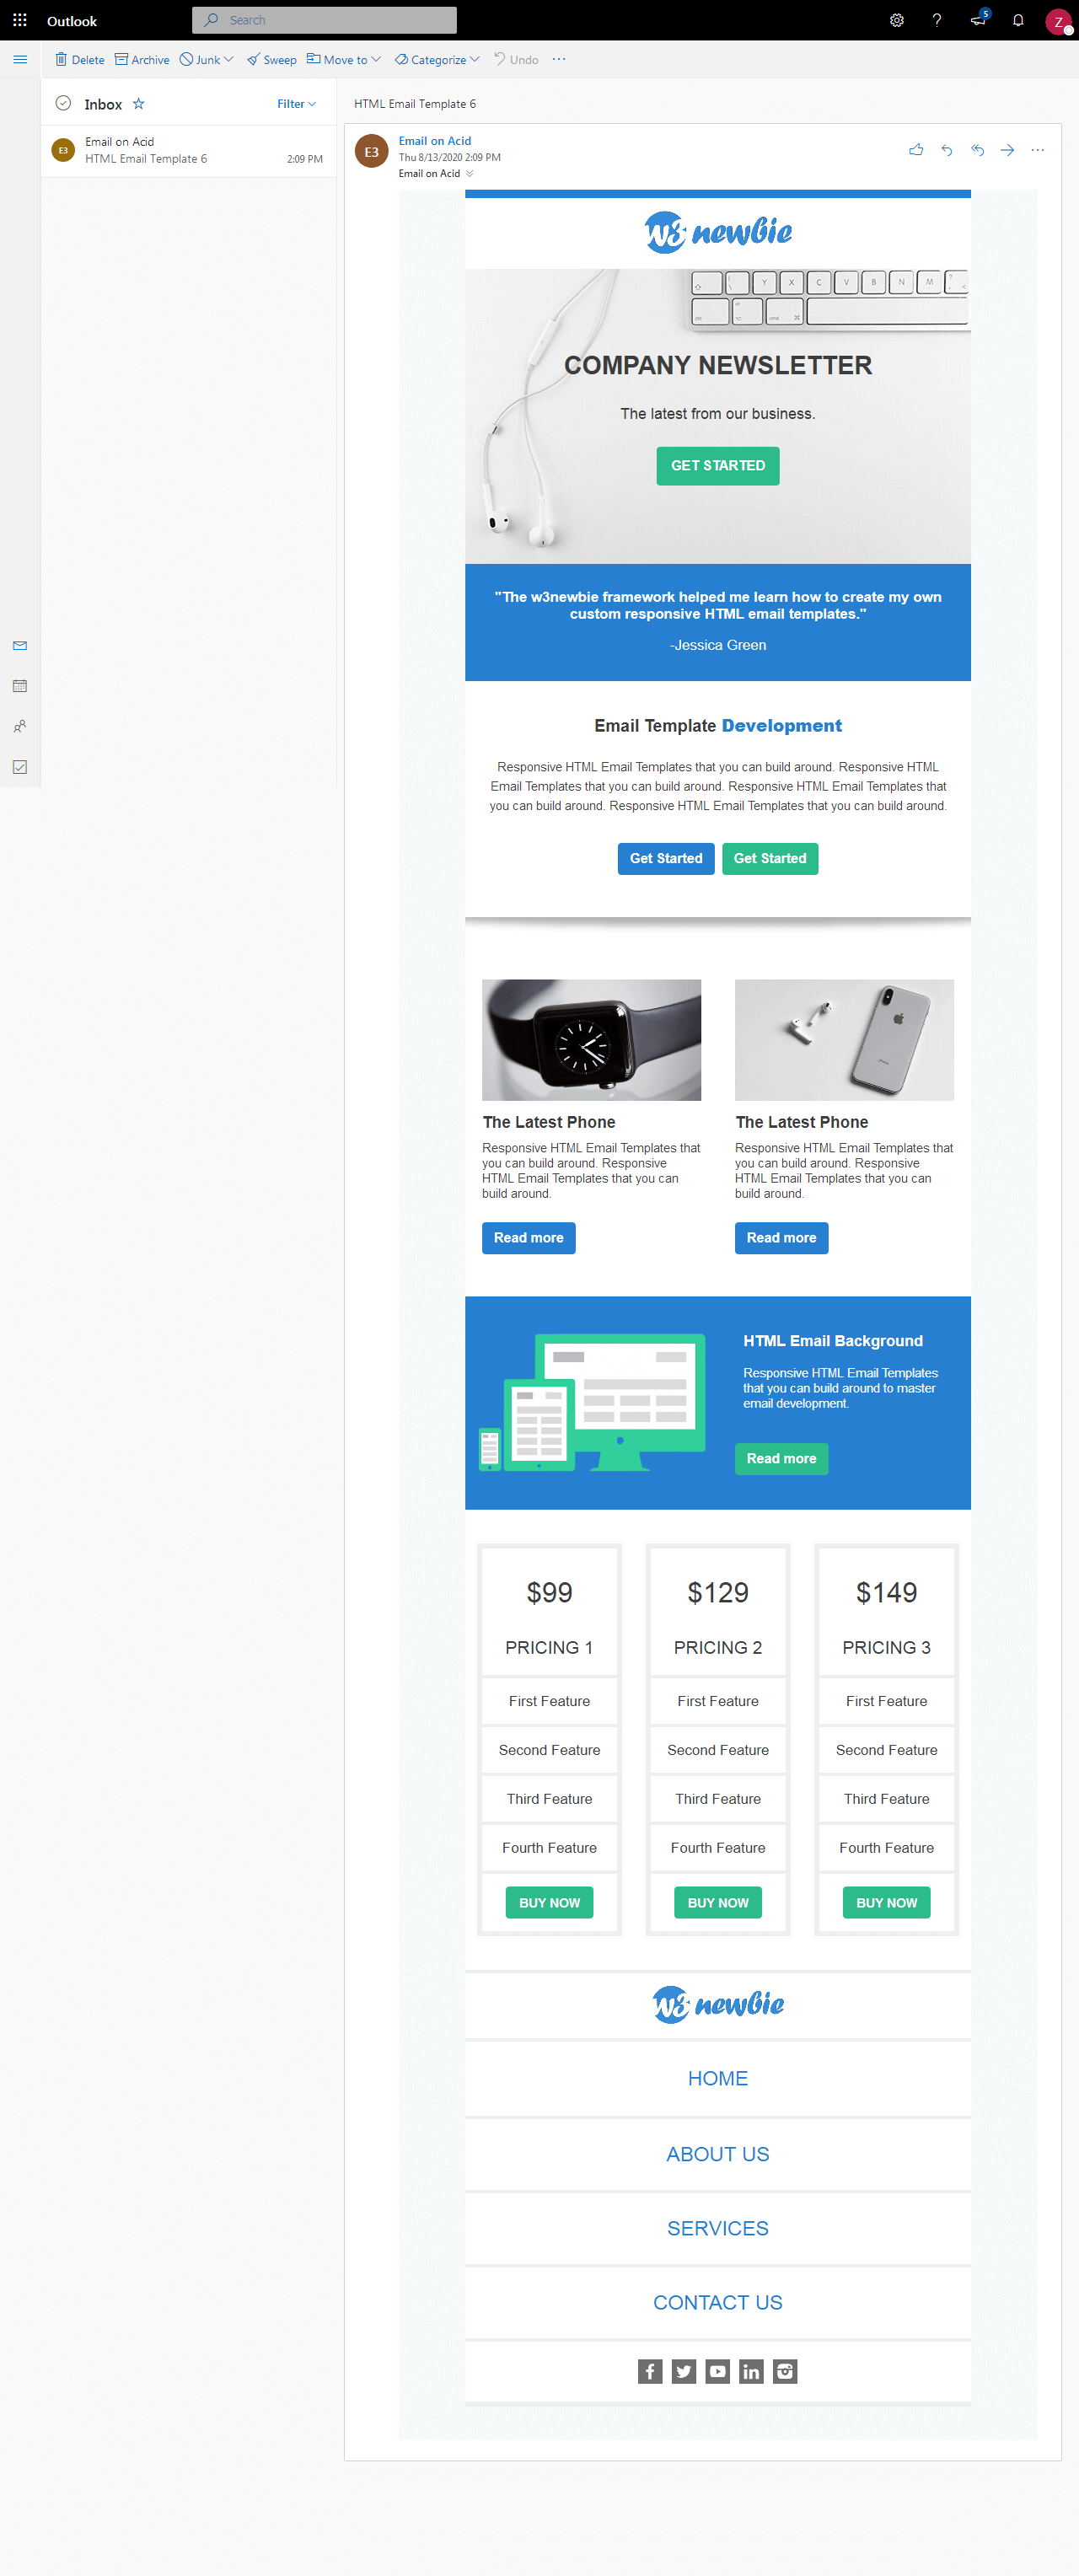 Outlook
Search
5
Z
Delete
Archive
Junk
Sweep
Move to
Categorize
Undo
Inbox
Filter
E3
Email on Acid
HTML Email Template 6
2:09 PM
HTML Email Template 6
E3
Email on Acid
Thu 8/13/2020 2:09 PM
Email on Acid
w3 newbie
Y X C V B N M ? <
alt cmd ⌘
COMPANY NEWSLETTER
The latest from our business.
GET STARTED
"The w3newbie framework helped me learn how to create my own
custom responsive HTML email templates."
-Jessica Green
Email Template Development
Responsive HTML Email Templates that you can build around. Responsive HTML
Email Templates that you can build around. Responsive HTML Email Templates that
you can build around. Responsive HTML Email Templates that you can build around.
Get Started
Get Started
The Latest Phone
Responsive HTML Email Templates that
you can build around. Responsive
HTML Email Templates that you can
build around.
Read more
The Latest Phone
Responsive HTML Email Templates that
you can build around. Responsive
HTML Email Templates that you can
build around.
Read more
HTML Email Background
Responsive HTML Email Templates
that you can build around to master
email development.
Read more
$99
PRICING 1
First Feature
Second Feature
Third Feature
Fourth Feature
BUY NOW
$129
PRICING 2
First Feature
Second Feature
Third Feature
Fourth Feature
BUY NOW
$149
PRICING 3
First Feature
Second Feature
Third Feature
Fourth Feature
BUY NOW
w3 newbie
HOME
ABOUT US
SERVICES
CONTACT US